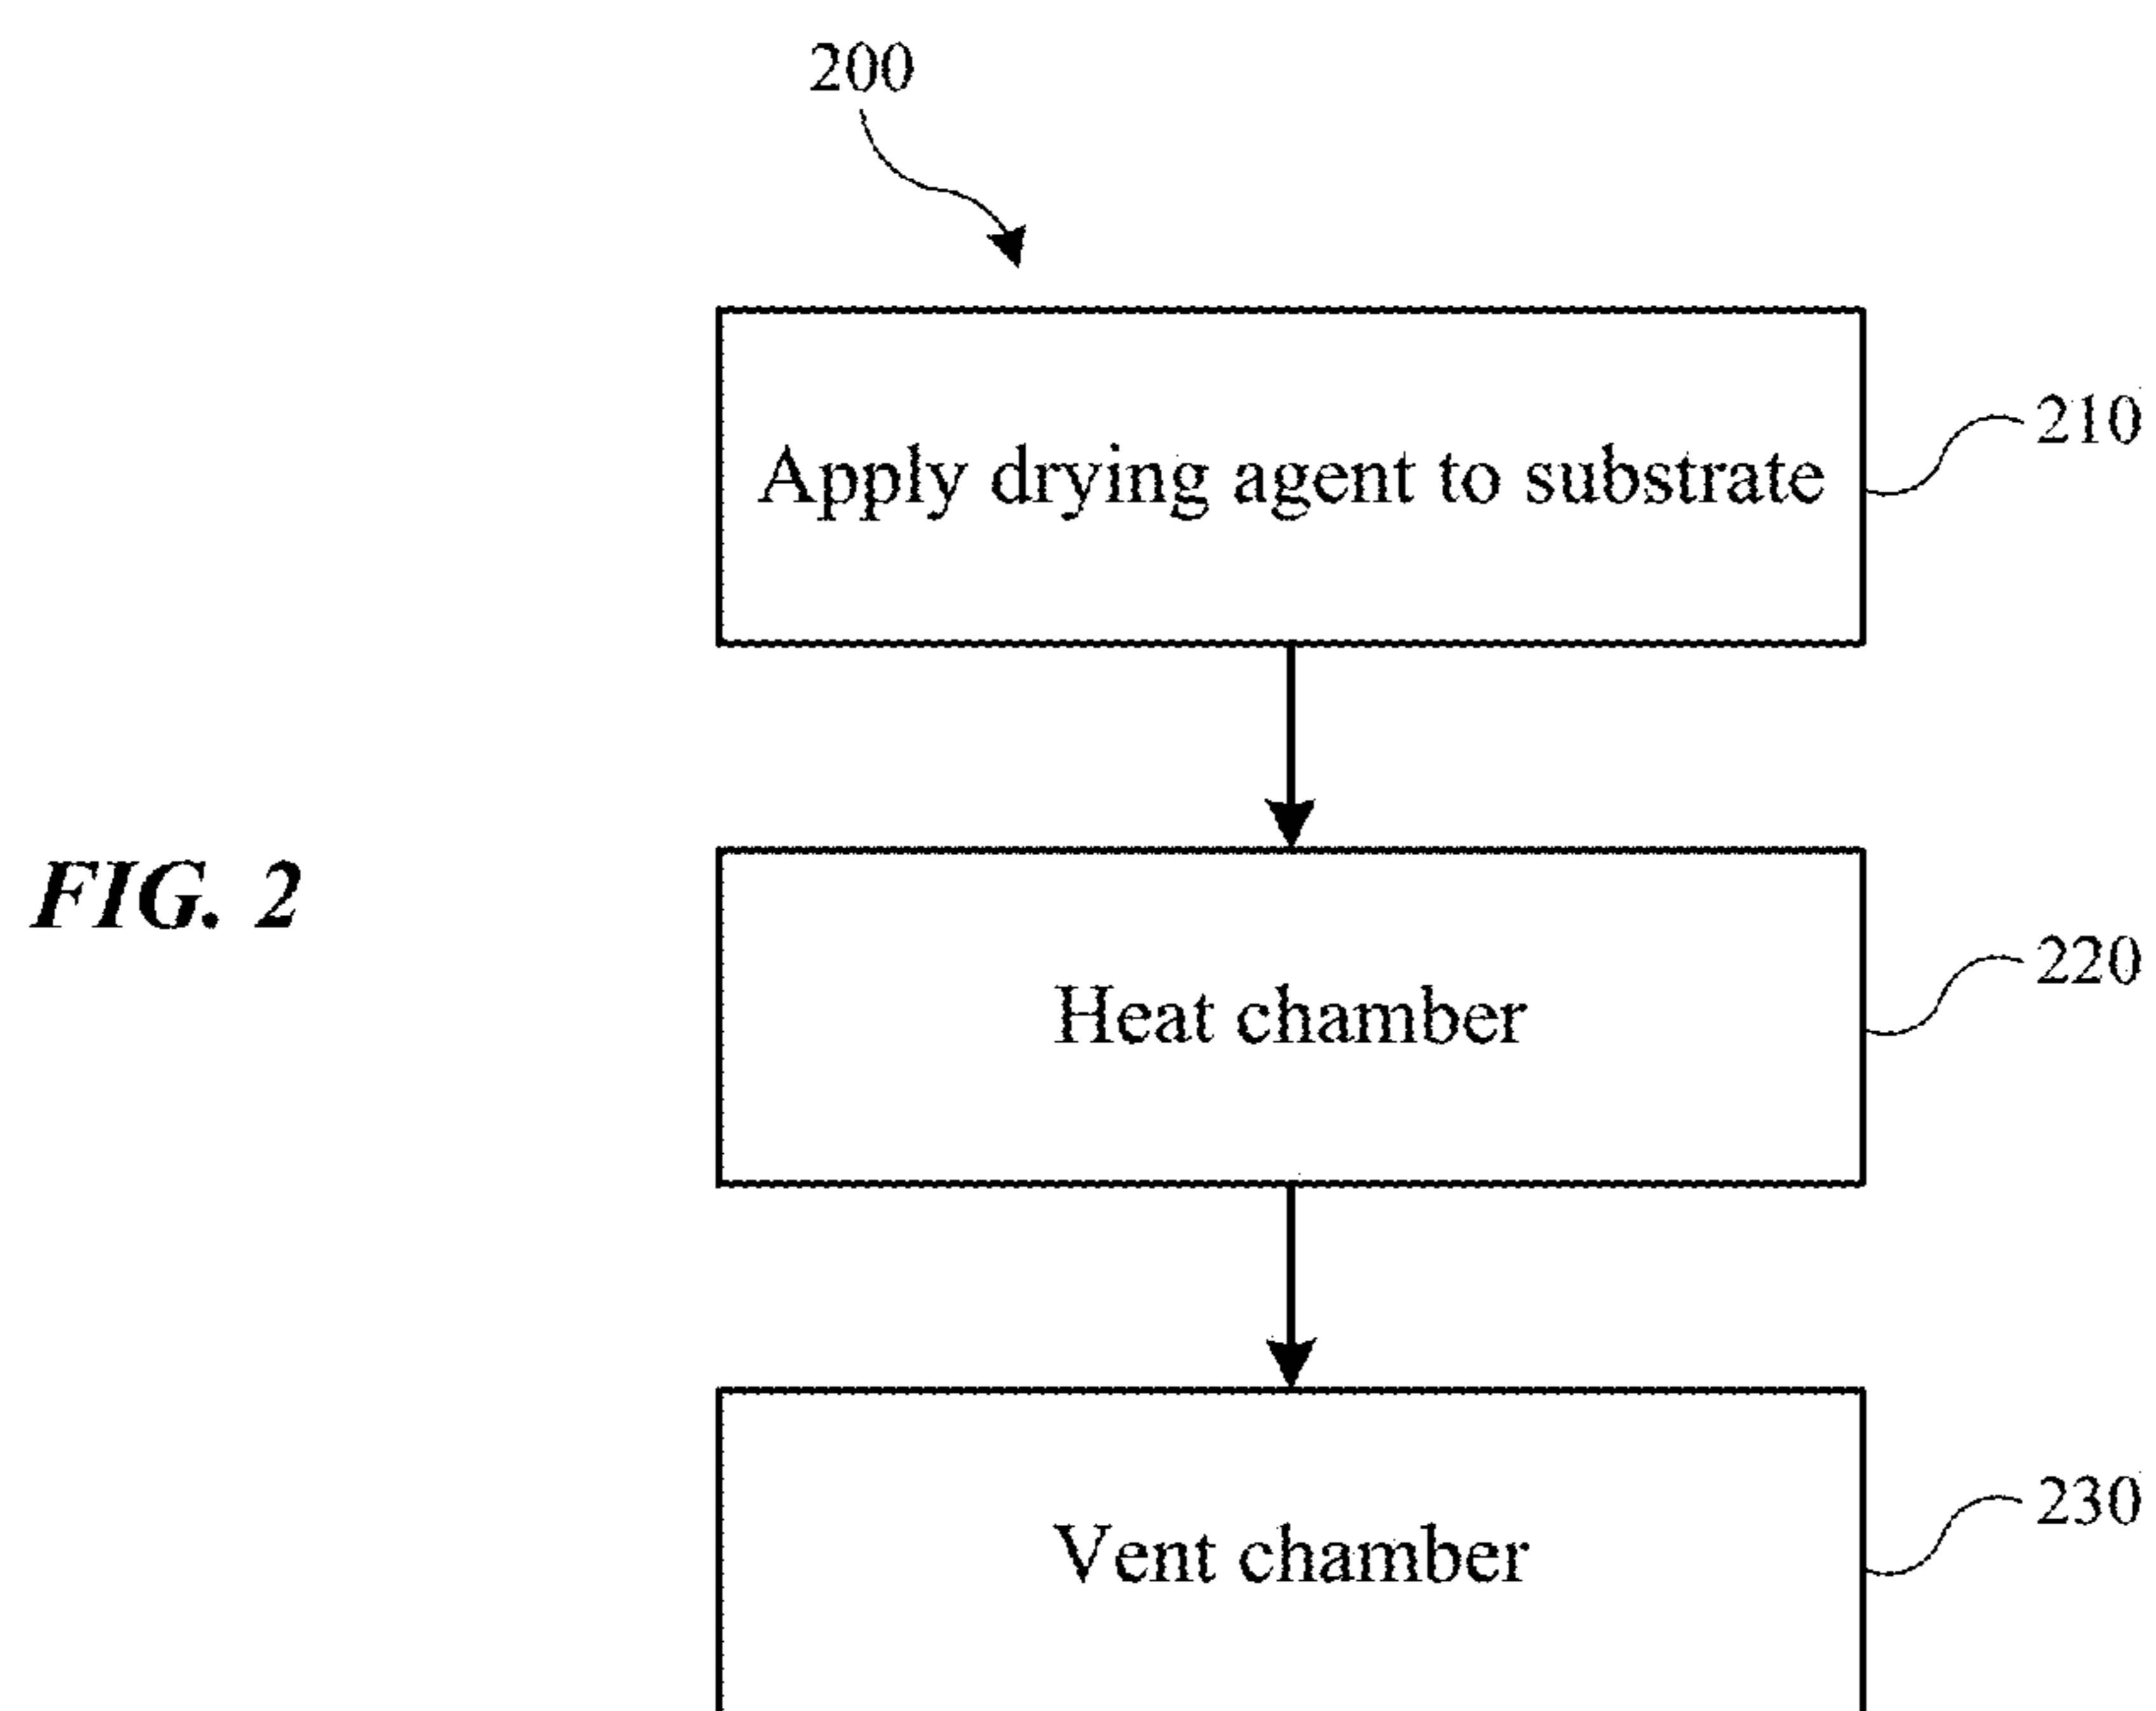 200
Apply drying agent to substrate
210
FIG. 2
Heat chamber
220
Vent chamber
230